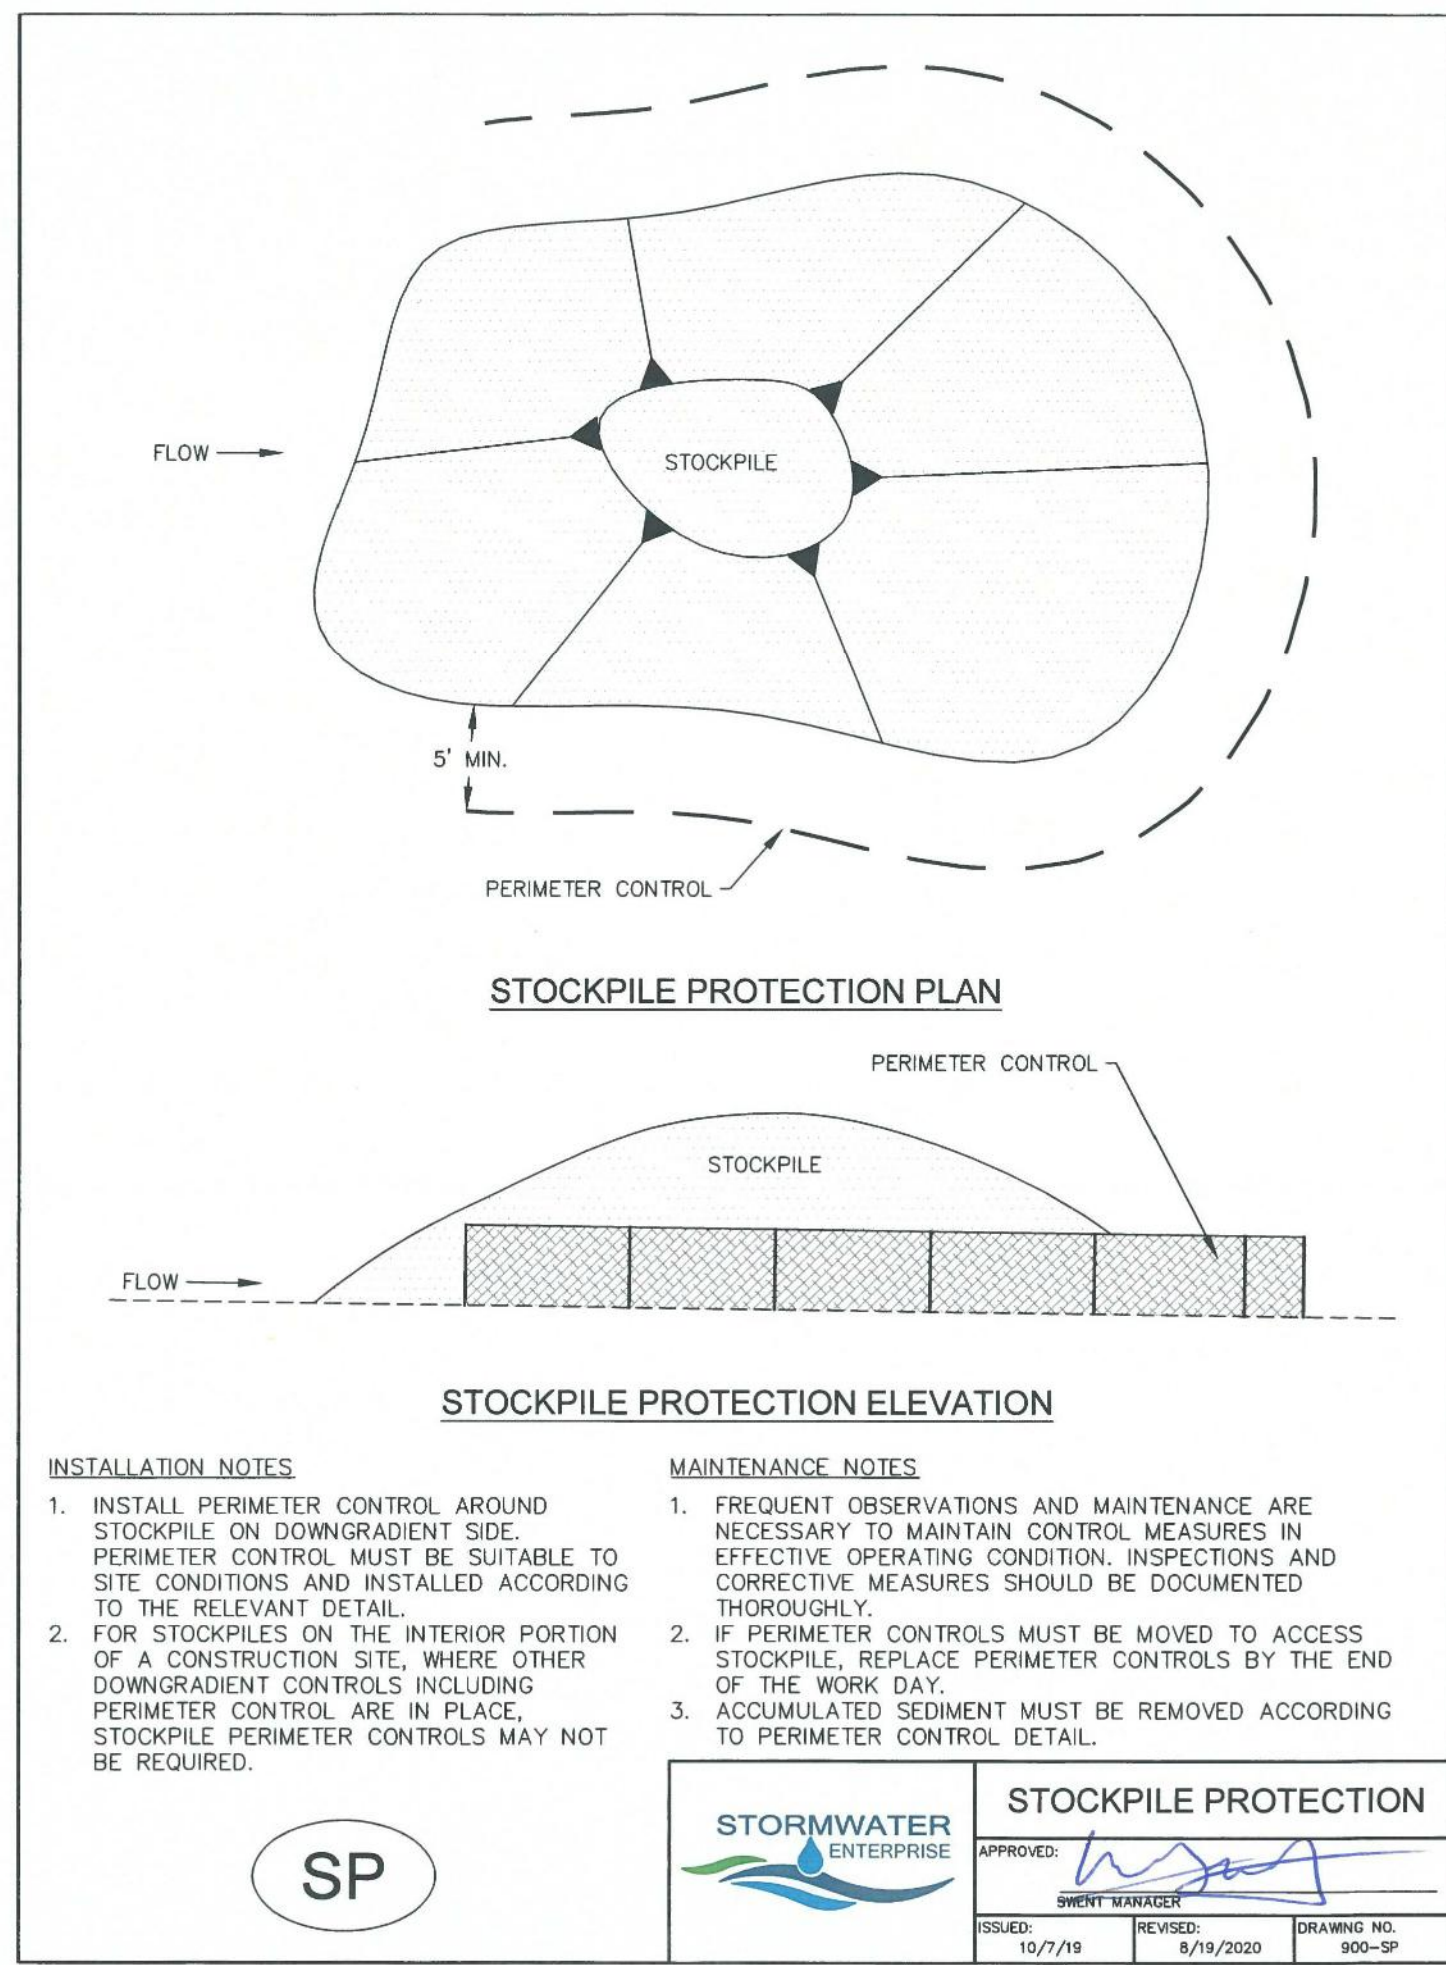 FLOW
STOCKPILE
5' MIN.
PERIMETER CONTROL
STOCKPILE PROTECTION PLAN
PERIMETER CONTROL
STOCKPILE
FLOW
STOCKPILE PROTECTION ELEVATION
INSTALLATION NOTES
1. INSTALL PERIMETER CONTROL AROUND
STOCKPILE ON DOWNGRADIENT SIDE.
PERIMETER CONTROL MUST BE SUITABLE TO
SITE CONDITIONS AND INSTALLED ACCORDING
TO THE RELEVANT DETAIL.
2. FOR STOCKPILES ON THE INTERIOR PORTION
OF A CONSTRUCTION SITE, WHERE OTHER
DOWNGRADIENT CONTROLS INCLUDING
PERIMETER CONTROL ARE IN PLACE,
STOCKPILE PERIMETER CONTROLS MAY NOT
BE REQUIRED.
MAINTENANCE NOTES
1. FREQUENT OBSERVATIONS AND MAINTENANCE ARE
NECESSARY TO MAINTAIN CONTROL MEASURES IN
EFFECTIVE OPERATING CONDITION. INSPECTIONS AND
CORRECTIVE MEASURES SHOULD BE DOCUMENTED
THOROUGHLY.
2. IF PERIMETER CONTROLS MUST BE MOVED TO ACCESS
STOCKPILE, REPLACE PERIMETER CONTROLS BY THE END
OF THE WORK DAY.
3. ACCUMULATED SEDIMENT MUST BE REMOVED ACCORDING
TO PERIMETER CONTROL DETAIL.
SP
STORMWATER
ENTERPRISE
STOCKPILE PROTECTION
APPROVED:
SWENT MANAGER
ISSUED:
10/7/19
REVISED:
8/19/2020
DRAWING NO.
900-SP